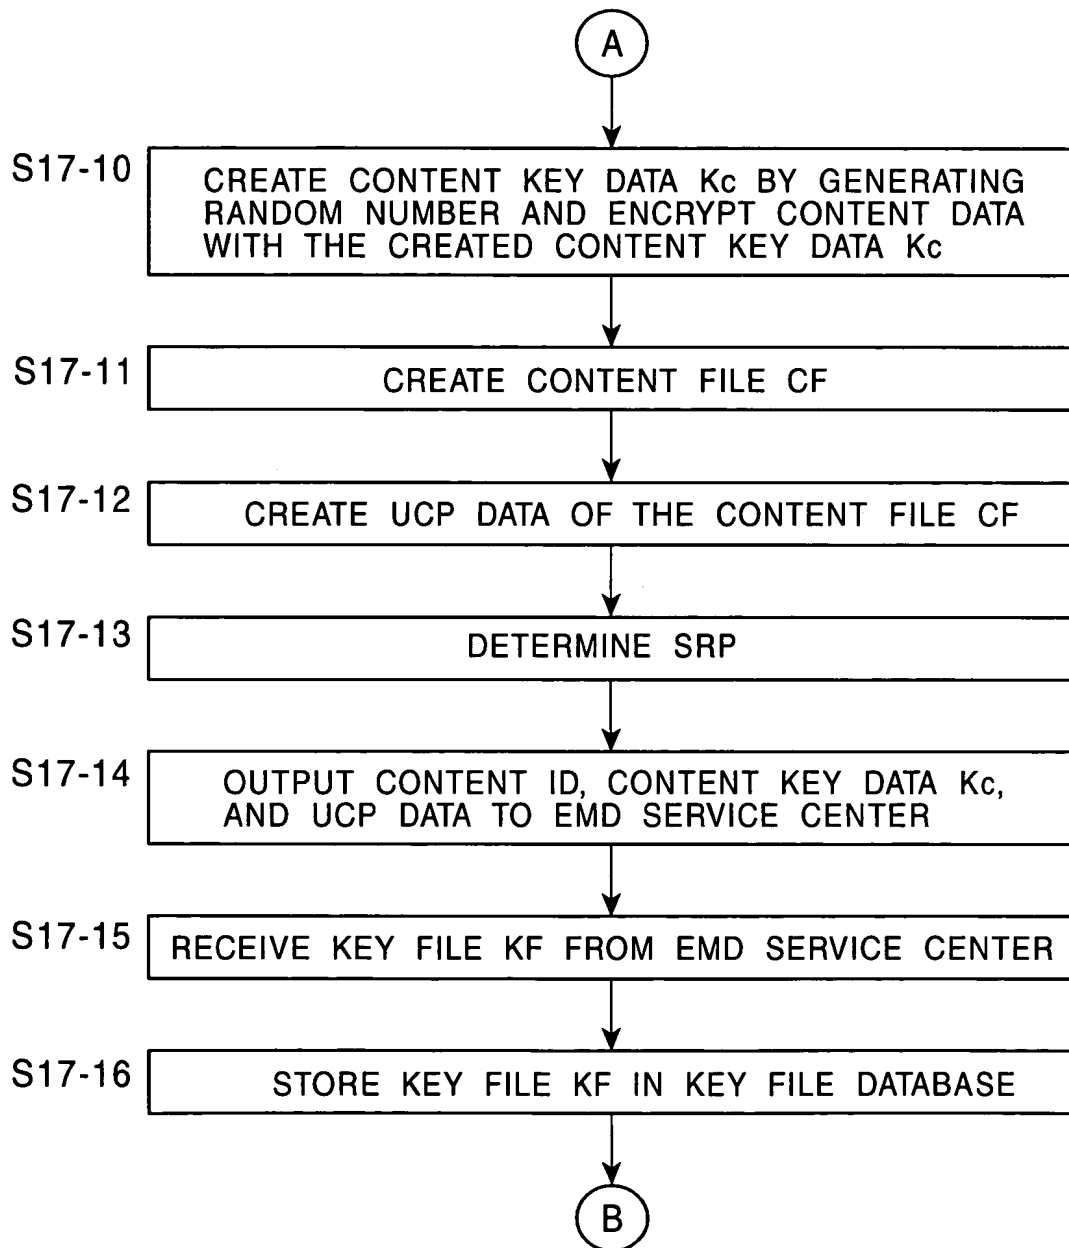 A
S17-10
CREATE CONTENT KEY DATA Kc BY GENERATING
RANDOM NUMBER AND ENCRYPT CONTENT DATA
WITH THE CREATED CONTENT KEY DATA Kc
S17-11
CREATE CONTENT FILE CF
S17-12
CREATE UCP DATA OF THE CONTENT FILE CF
S17-13
DETERMINE SRP
S17-14
OUTPUT CONTENT ID, CONTENT KEY DATA Kc,
AND UCP DATA TO EMD SERVICE CENTER
S17-15
RECEIVE KEY FILE KF FROM EMD SERVICE CENTER
S17-16
STORE KEY FILE KF IN KEY FILE DATABASE
B